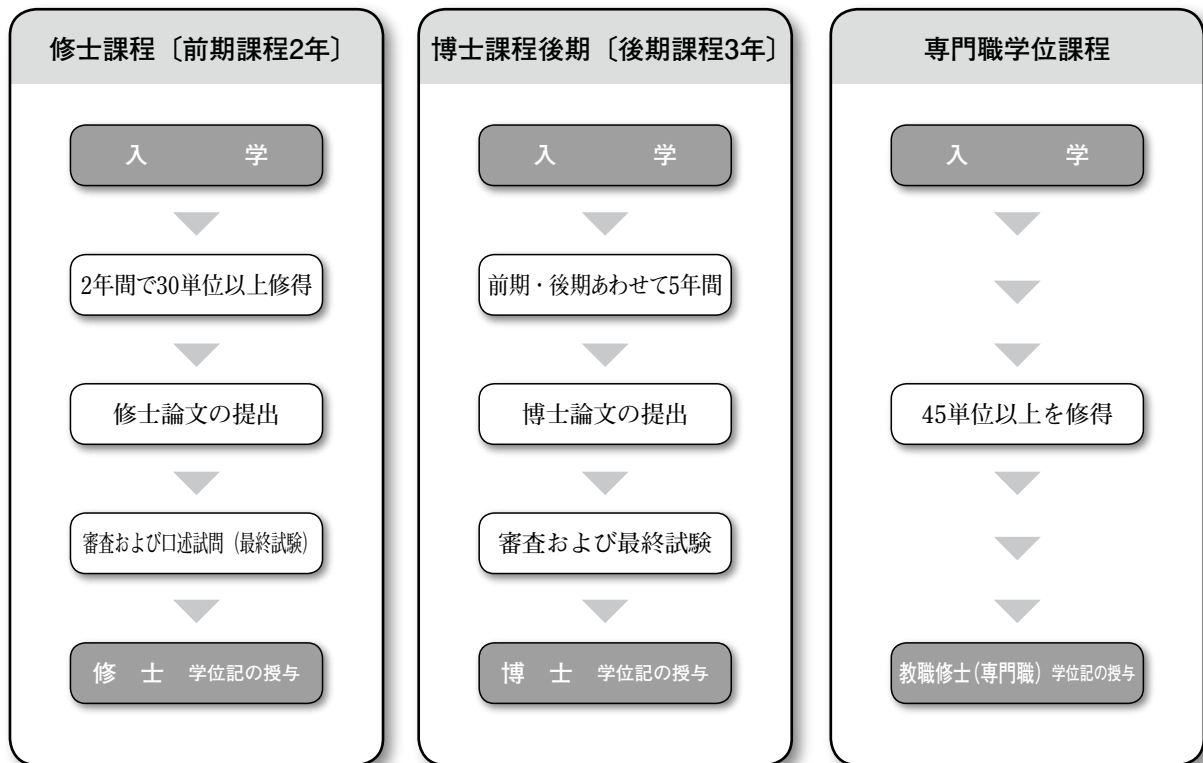 修士課程〔前期課程2年〕
入　学
2年間で30単位以上修得
修士論文の提出
審査および口述試問（最終試験）
修　士　学位記の授与
博士課程後期〔後期課程3年〕
入　学
前期・後期あわせて5年間
博士論文の提出
審査および最終試験
博　士　学位記の授与
専門職学位課程
入　学
45単位以上を修得
教職修士（専門職）学位記の授与